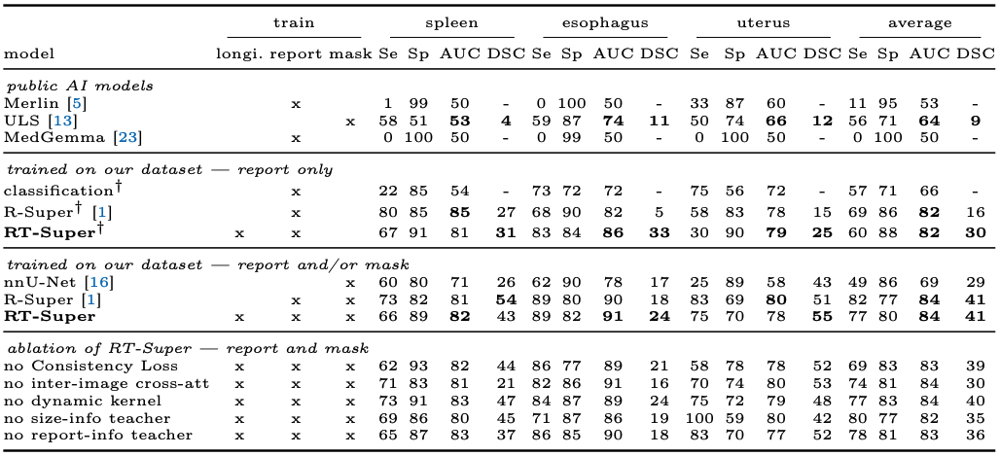 train spleen esophagus uterus average
model longi. report mask Se Sp AUC DSC Se Sp AUC DSC Se Sp AUC DSC Se Sp AUC DSC
public AI models
Merlin [5] x 1 99 50 - 0 100 50 - 33 87 60 - 11 95 53 -
ULS [13] x 58 51 53 4 59 87 74 11 50 74 66 12 56 71 64 9
MedGemma [23] x 0 100 50 - 0 99 50 - 0 100 50 - 0 100 50 -
trained on our dataset — report only
classification† x 22 85 54 - 73 72 72 - 75 56 72 - 57 71 66 -
R-Super† [1] x 80 85 85 27 68 90 82 5 58 83 78 15 69 86 82 16
RT-Super† x x 67 91 81 31 83 84 86 33 30 90 79 25 60 88 82 30
trained on our dataset — report and/or mask
nnU-Net [16] x 60 80 71 26 62 90 78 17 25 89 58 43 49 86 69 29
R-Super [1] x x 73 82 81 54 89 80 90 18 83 69 80 51 82 77 84 41
RT-Super x x x 66 89 82 43 89 82 91 24 75 70 78 55 77 80 84 41
ablation of RT-Super — report and mask
no Consistency Loss x x x 62 93 82 44 86 77 89 21 58 78 78 52 69 83 83 39
no inter-image cross-att x x x 71 83 81 21 82 86 91 16 70 74 80 53 74 81 84 30
no dynamic kernel x x x 73 91 83 47 84 87 89 24 75 72 79 48 77 83 84 40
no size-info teacher x x x 69 86 80 45 71 87 86 19 100 59 80 42 80 77 82 35
no report-info teacher x x x 65 87 83 37 86 85 90 18 83 70 77 52 78 81 83 36